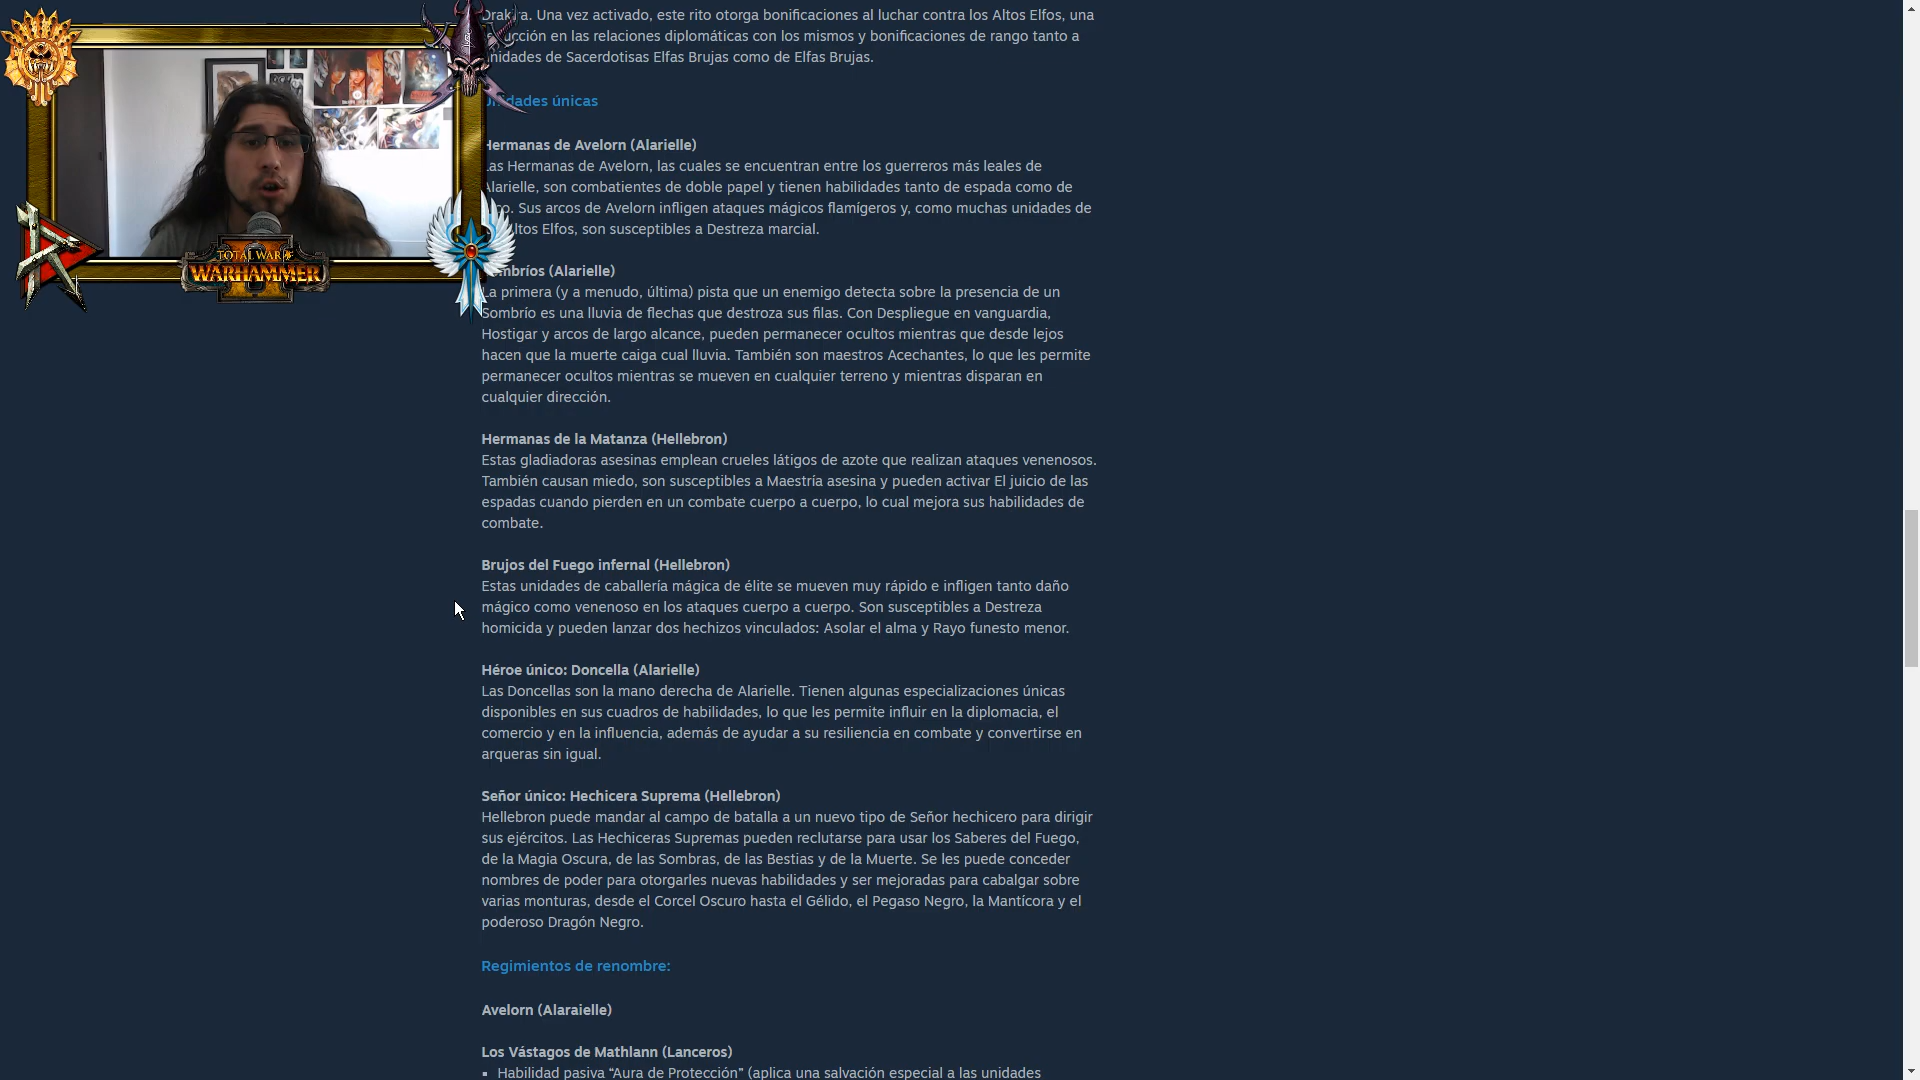 Drakira. Una vez activado, este rito otorga bonificaciones al luchar contra los Altos Elfos, una
en las relaciones diplomáticas con los mismos y bonificaciones de rango tanto a
unidades de Sacerdotisas Elfas Brujas como de Elfas Brujas.
Unidades únicas
Hermanas de Avelorn (Alarielle)
Las Hermanas de Avelorn, las cuales se encuentran entre los guerreros más leales de
Alarielle, son combatientes de doble papel y tienen habilidades tanto de espada como de
Sus arcos de Avelorn infligen ataques mágicos flamígeros y, como muchas unidades de
Altos Elfos, son susceptibles a Destreza marcial.
TOTAL WAR
WARHAMMER
II
Sombríos (Alarielle)
La primera (y a menudo, última) pista que un enemigo detecta sobre la presencia de un
Sombrío es una lluvia de flechas que destroza sus filas. Con Despliegue en vanguardia,
Hostigar y arcos de largo alcance, pueden permanecer ocultos mientras que desde lejos
hacen que la muerte caiga cual lluvia. También son maestros Acechantes, lo que les permite
permanecer ocultos mientras se mueven en cualquier terreno y mientras disparan en
cualquier dirección.
Hermanas de la Matanza (Hellebron)
Estas gladiadoras asesinas emplean crueles látigos de azote que realizan ataques venenosos.
También causan miedo, son susceptibles a Maestría asesina y pueden activar El juicio de las
espadas cuando pierden en un combate cuerpo a cuerpo, lo cual mejora sus habilidades de
combate.
Brujos del Fuego infernal (Hellebron)
Estas unidades de caballería mágica de élite se mueven muy rápido e infligen tanto daño
mágico como venenoso en los ataques cuerpo a cuerpo. Son susceptibles a Destreza
homicida y pueden lanzar dos hechizos vinculados: Asolar el alma y Rayo funesto menor.
Héroe único: Doncella (Alarielle)
Las Doncellas son la mano derecha de Alarielle. Tienen algunas especializaciones únicas
disponibles en sus cuadros de habilidades, lo que les permite influir en la diplomacia, el
comercio y en la influencia, además de ayudar a su resiliencia en combate y convertirse en
arqueras sin igual.
Señor único: Hechicera Suprema (Hellebron)
Hellebron puede mandar al campo de batalla a un nuevo tipo de Señor hechicero para dirigir
sus ejércitos. Las Hechiceras Supremas pueden reclutarse para usar los Saberes del Fuego,
de la Magia Oscura, de las Sombras, de las Bestias y de la Muerte. Se les puede conceder
nombres de poder para otorgarles nuevas habilidades y ser mejoradas para cabalgar sobre
varias monturas, desde el Corcel Oscuro hasta el Gélido, el Pegaso Negro, la Mantícora y el
poderoso Dragón Negro.
Regimientos de renombre:
Avelorn (Alaraielle)
Los Vástagos de Mathlann (Lanceros)
▪ Habilidad pasiva “Aura de Protección” (aplica una salvación especial a las unidades